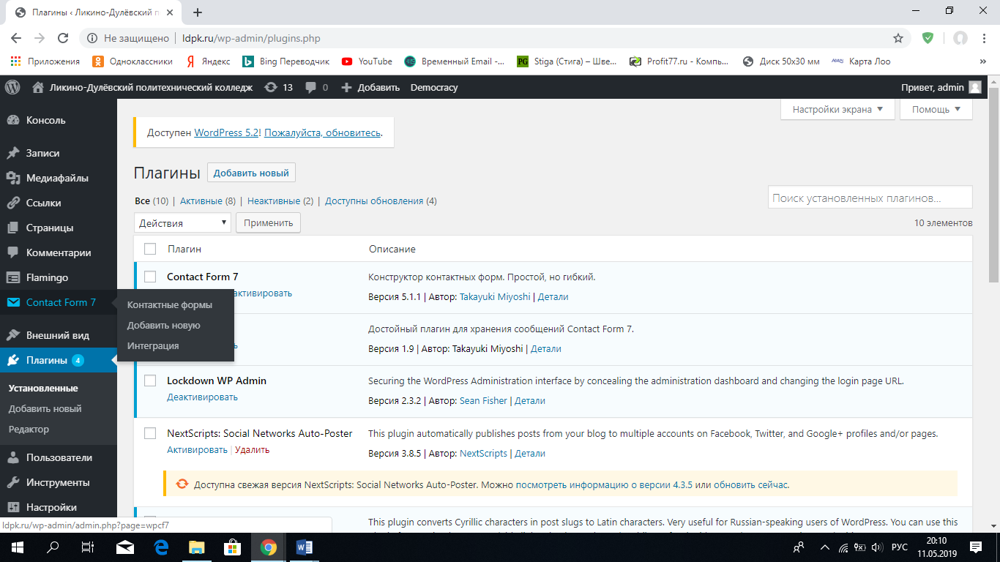 Плагины ‹ Ликино-Дулёвский п
Не защищено | ldpk.ru/wp-admin/plugins.php
Приложения Одноклассники Яндекс Bing Переводчик YouTube Временный Email -... Stiga (Стига) – Шве... Profit77.ru - Компь... Диск 50х30 мм Карта Лоо »
Ликино-Дулёвский политехнический колледж 13 0 Добавить Democracy Привет, admin
Настройки экрана Помощь
Доступен WordPress 5.2! Пожалуйста, обновитесь.
Плагины Добавить новый
Все (10) | Активные (8) | Неактивные (2) | Доступны обновления (4)
Поиск установленных плагинов...
Действия Применить
10 элементов
Консоль
Записи
Медиафайлы
Ссылки
Страницы
Комментарии
Flamingo
Contact Form 7
Контактные формы
Добавить новую
Интеграция
Внешний вид
Плагины 4
Установленные
Добавить новый
Редактор
Пользователи
Инструменты
Настройки
Плагин Описание
Contact Form 7 Конструктор контактных форм. Простой, но гибкий.
активировать Версия 5.1.1 | Автор: Takayuki Miyoshi | Детали
Достойный плагин для хранения сообщений Contact Form 7.
ь Версия 1.9 | Автор: Takayuki Miyoshi | Детали
Lockdown WP Admin Securing the WordPress Administration interface by concealing the administration dashboard and changing the login page URL.
Деактивировать Версия 2.3.2 | Автор: Sean Fisher | Детали
NextScripts: Social Networks Auto-Poster This plugin automatically publishes posts from your blog to multiple accounts on Facebook, Twitter, and Google+ profiles and/or pages.
Активировать | Удалить Версия 3.8.5 | Автор: NextScripts | Детали
Доступна свежая версия NextScripts: Social Networks Auto-Poster. Можно посмотреть информацию о версии 4.3.5 или обновить сейчас.
This plugin converts Cyrillic characters in post slugs to Latin characters. Very useful for Russian-speaking users of WordPress. You can use this
ldpk.ru/wp-admin/admin.php?page=wpcf7
РУС
20:10
11.05.2019